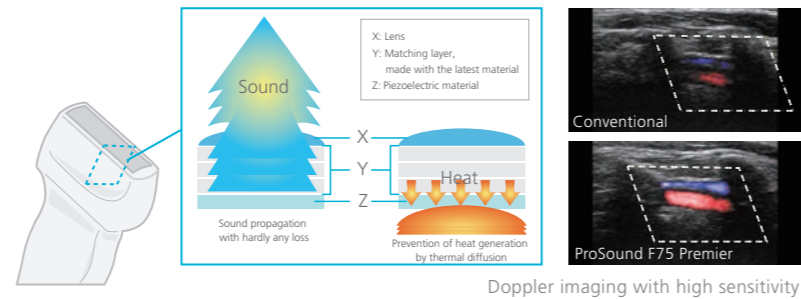 X: Lens
Y: Matching layer,
made with the latest material
Z: Piezoelectric material
Sound
X
Y
Heat
Z
Sound propagation
with hardly any loss
Prevention of heat generation
by thermal diffusion
Conventional
ProSound F75 Premier
Doppler imaging with high sensitivity